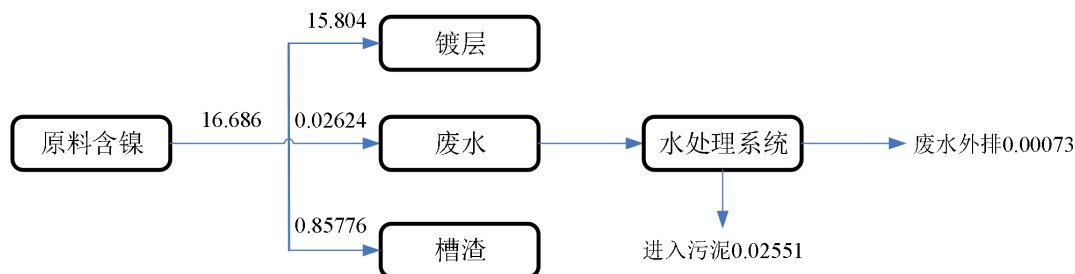 15.804
镀层
原料含镍
16.686
0.02624
废水
水处理系统
废水外排0.00073
0.85776
槽渣
进入污泥0.02551